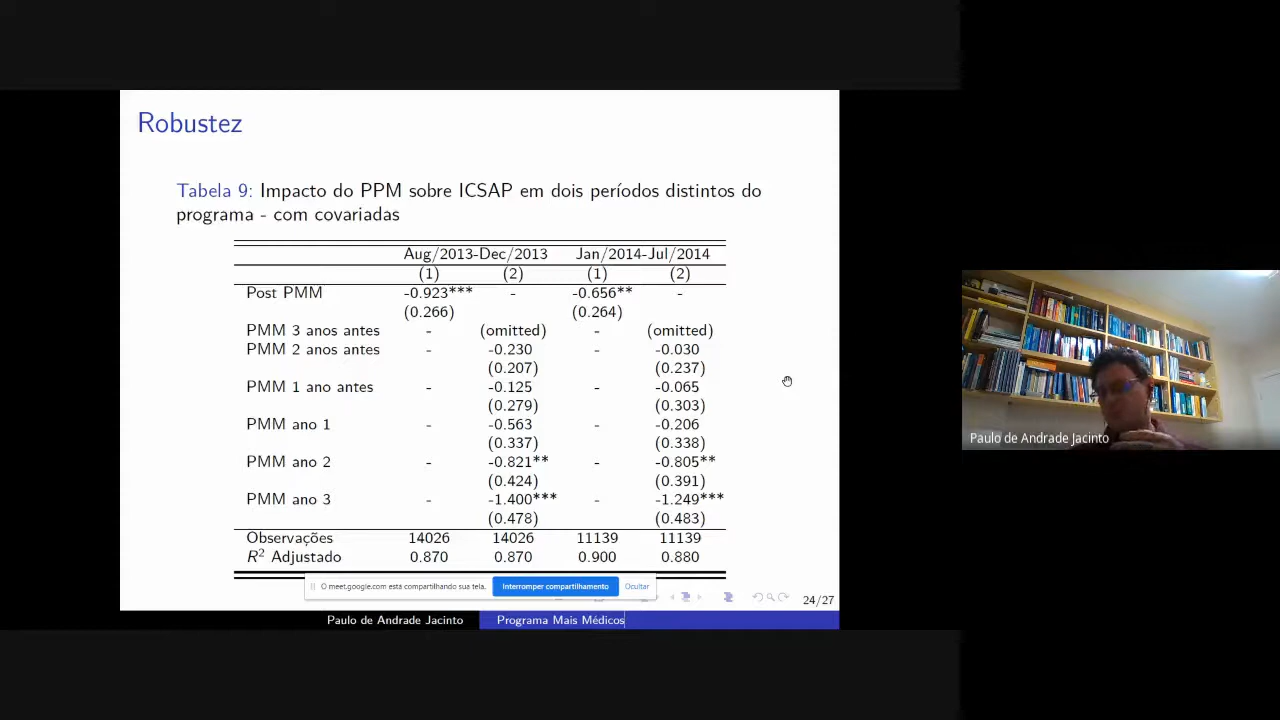 Robustez
Tabela 9: Impacto do PPM sobre ICSAP em dois períodos distintos do
programa - com covariadas
Aug/2013-Dec/2013 Jan/2014-Jul/2014
(1) (2) (1) (2)
Post PMM -0.923*** - -0.656** -
(0.266) (0.264)
PMM 3 anos antes - (omitted) - (omitted)
PMM 2 anos antes - -0.230 - -0.030
(0.207) (0.237)
PMM 1 ano antes - -0.125 - -0.065
(0.279) (0.303)
PMM ano 1 - -0.563 - -0.206
(0.337) (0.338)
PMM ano 2 - -0.821** - -0.805**
(0.424) (0.391)
PMM ano 3 - -1.400*** - -1.249***
(0.478) (0.483)
Observações 14026 14026 11139 11139
R² Adjustado 0.870 0.870 0.900 0.880
O meet.google.com está compartilhando sua tela. Interromper compartilhamento Ocultar
24/27
Paulo de Andrade Jacinto Programa Mais Médicos
Paulo de Andrade Jacinto